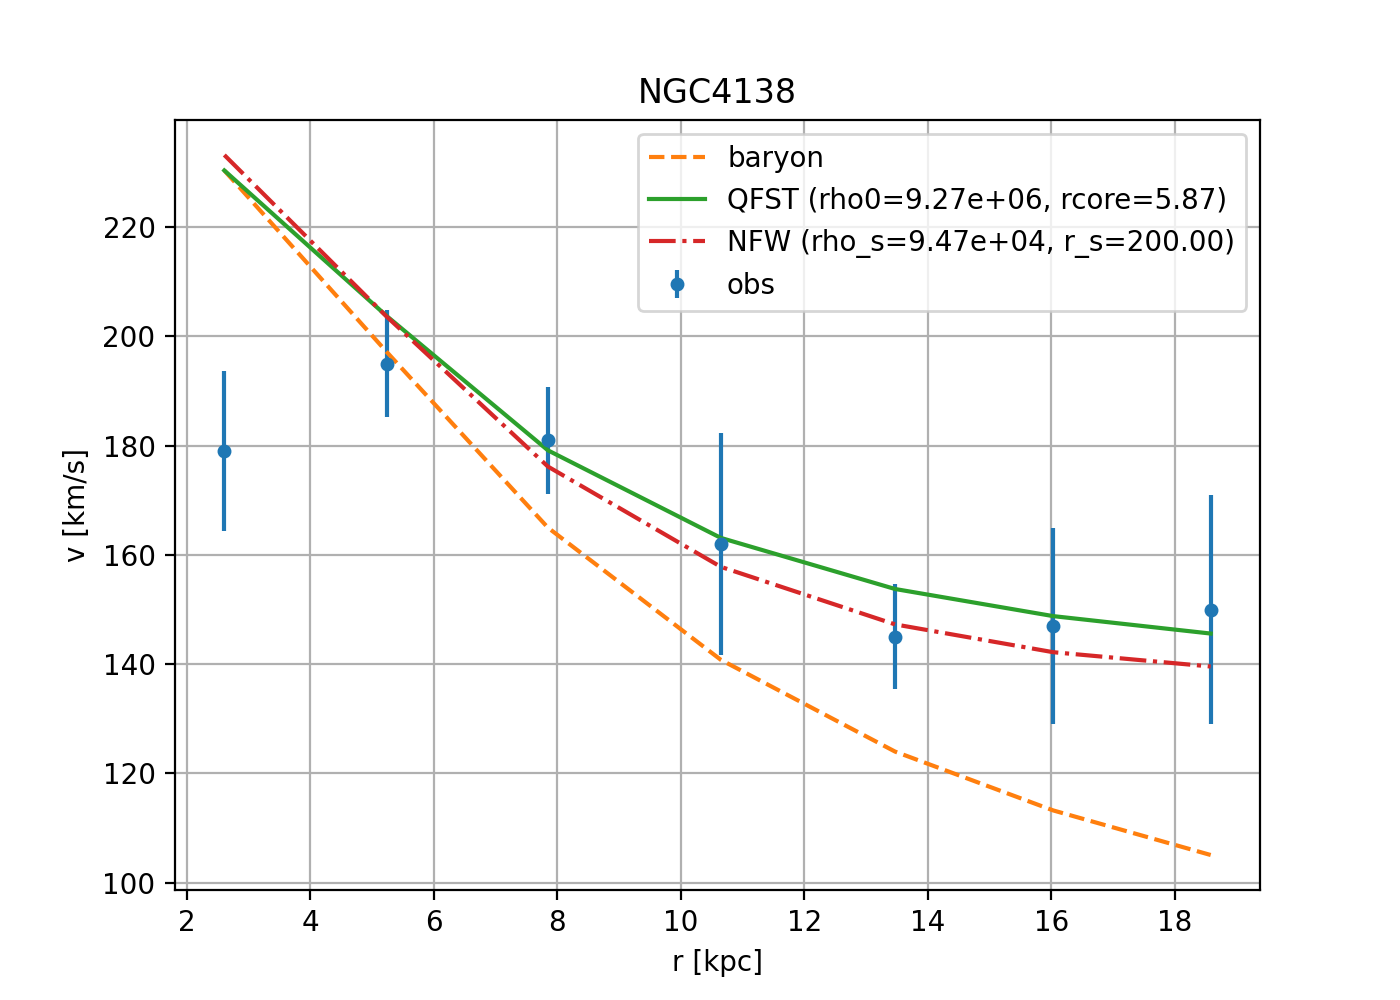 NGC4138
baryon
QFST (rho0=9.27e+06, rcore=5.87)
NFW (rho_s=9.47e+04, r_s=200.00)
obs
v [km/s]
220
200
180
160
140
120
100
2 4 6 8 10 12 14 16 18
r [kpc]